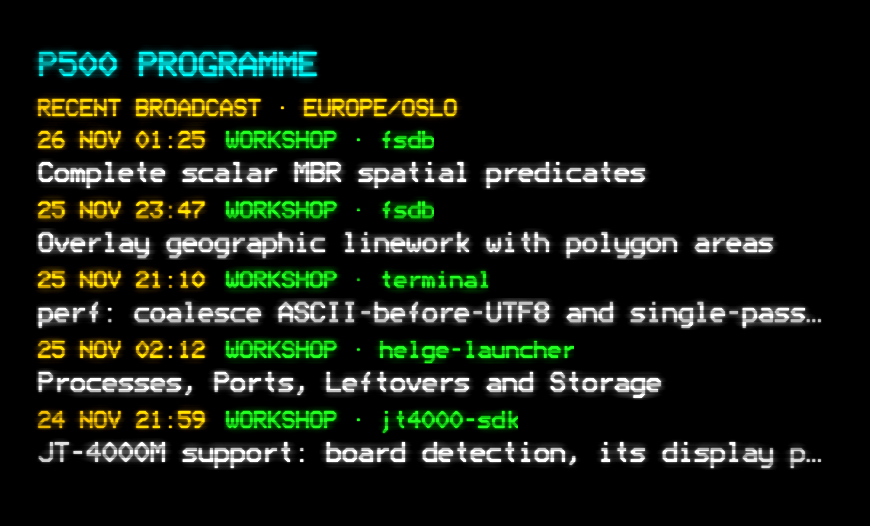 P500 PROGRAMME
RECENT BROADCAST · EUROPE/OSLO
26 NOV 01:25 WORKSHOP · fsdb
Complete scalar MBR spatial predicates
25 NOV 23:47 WORKSHOP · fsdb
Overlay geographic linework with polygon areas
25 NOV 21:10 WORKSHOP · terminal
perf: coalesce ASCII-before-UTF8 and single-pass…
25 NOV 02:12 WORKSHOP · helge-launcher
Processes, Ports, Leftovers and Storage
24 NOV 21:59 WORKSHOP · jt4000-sdk
JT-4000M support: board detection, its display p…